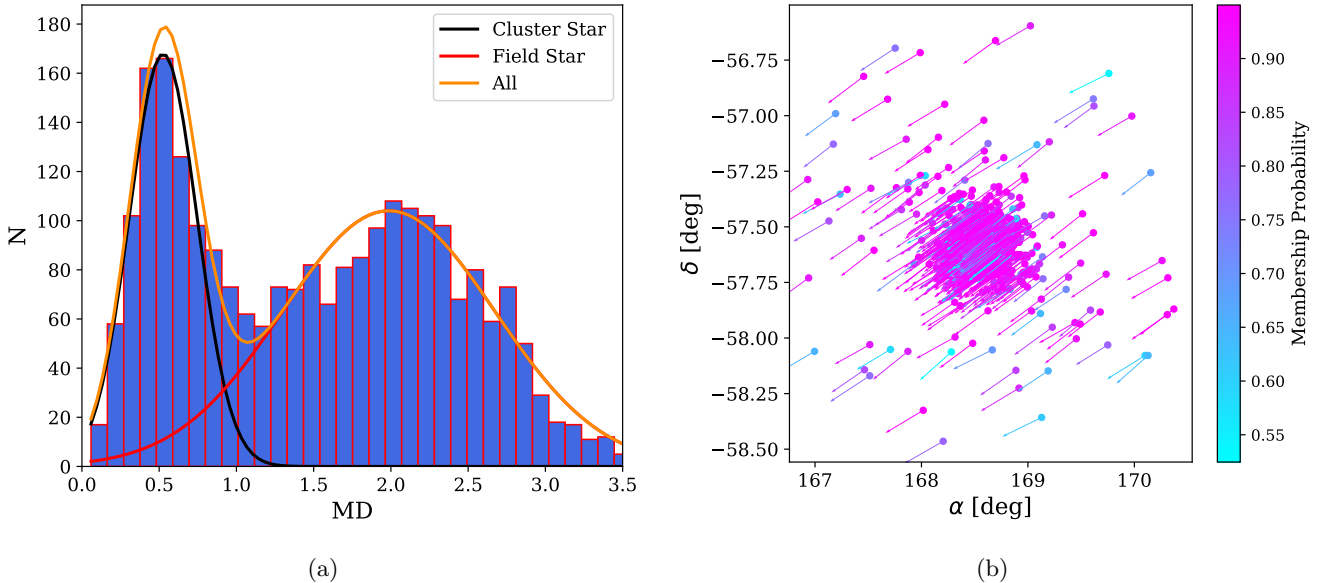 180
160
140
120
100
80
60
40
20
0
N
0.0 0.5 1.0 1.5 2.0 2.5 3.0 3.5
MD
Cluster Star
Field Star
All
(a)
−56.75
−57.00
−57.25
−57.50
−57.75
−58.00
−58.25
−58.50
δ [deg]
167 168 169 170
α [deg]
0.90
0.85
0.80
0.75
0.70
0.65
0.60
0.55
Membership Probability
(b)